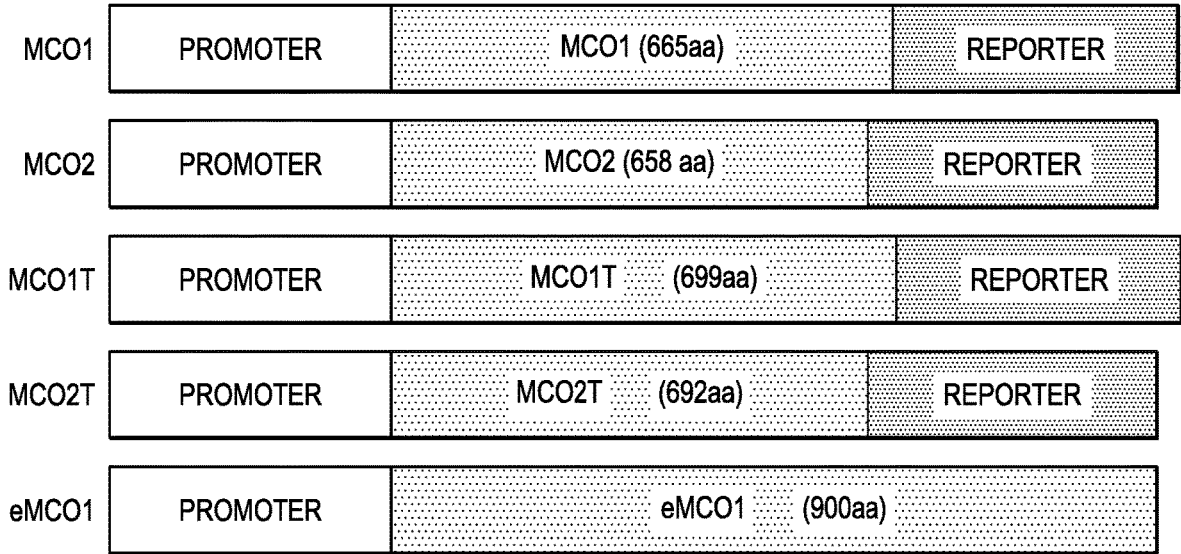 MCO1 PROMOTER MCO1 (665aa) REPORTER
MCO2 PROMOTER MCO2 (658 aa) REPORTER
MCO1T PROMOTER MCO1T (699aa) REPORTER
MCO2T PROMOTER MCO2T (692aa) REPORTER
eMCO1 PROMOTER eMCO1 (900aa)